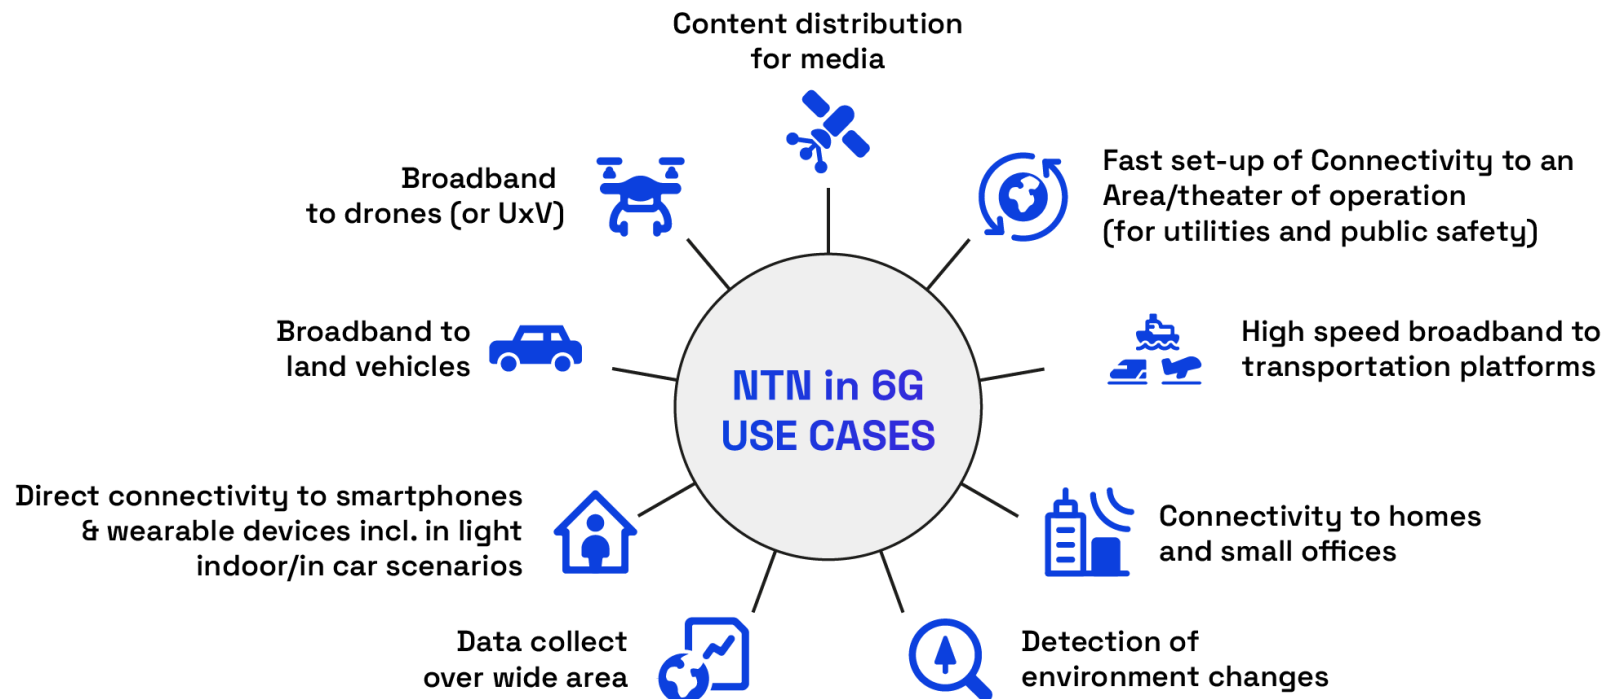 Content distribution
for media
Fast set-up of Connectivity to an
Area/theater of operation
(for utilities and public safety)
High speed broadband to
transportation platforms
Connectivity to homes
and small offices
Detection of
environment changes
Data collect
over wide area
Direct connectivity to smartphones
& wearable devices incl. in light
indoor/in car scenarios
Broadband to
land vehicles
Broadband
to drones (or UxV)
NTN in 6G
USE CASES